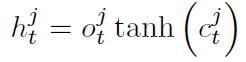 h_t^j = o_t^j tanh (c_t^j)